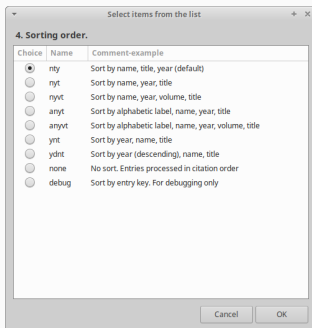 Select items from the list
4. Sorting order.
Choice Name Comment-example
nty Sort by name, title, year (default)
nyt Sort by name, year, title
nyvt Sort by name, year, volume, title
anyt Sort by alphabetic label, name, year, title
anyvt Sort by alphabetic label, name, year, volume, title
ynt Sort by year, name, title
ydnt Sort by year (descending), name, title
none No sort. Entries processed in citation order
debug Sort by entry key. For debugging only
Cancel OK